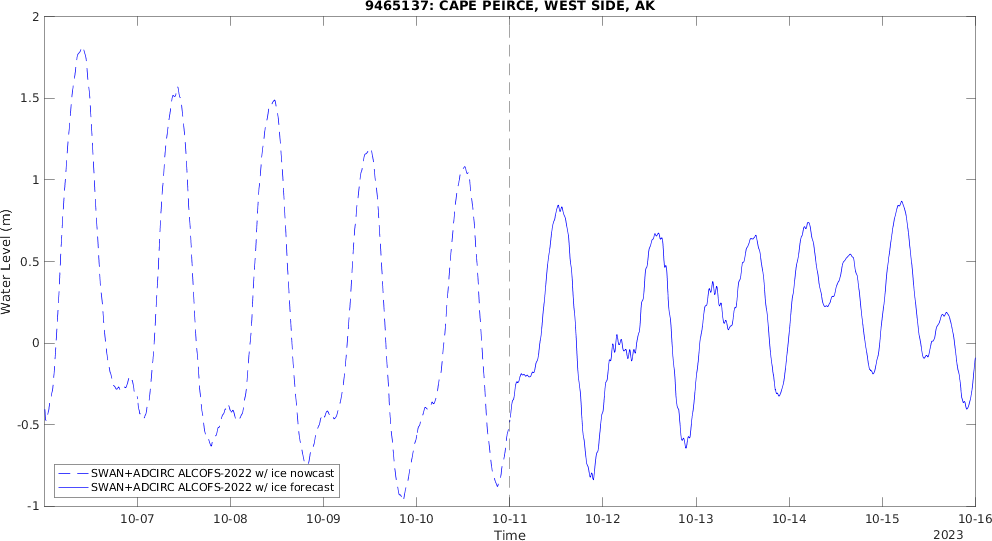 9465137: CAPE PEIRCE, WEST SIDE, AK
2
1.5
1
0.5
0
-0.5
-1
Water Level (m)
SWAN+ADCIRC ALCOFS-2022 w/ ice nowcast
SWAN+ADCIRC ALCOFS-2022 w/ ice forecast
10-07 10-08 10-09 10-10 10-11 10-12 10-13 10-14 10-15 10-16
Time
2023